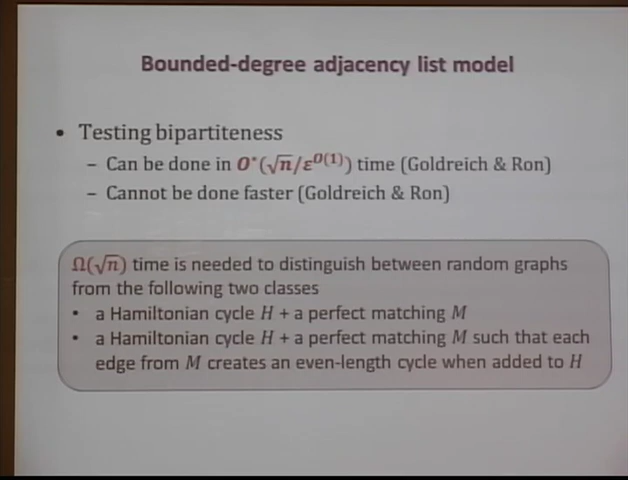 Bounded-degree adjacency list model
• Testing bipartiteness
– Can be done in O*(√n/ε^O(1)) time (Goldreich & Ron)
– Cannot be done faster (Goldreich & Ron)
Ω(√n) time is needed to distinguish between random graphs
from the following two classes
• a Hamiltonian cycle H + a perfect matching M
• a Hamiltonian cycle H + a perfect matching M such that each
edge from M creates an even-length cycle when added to H